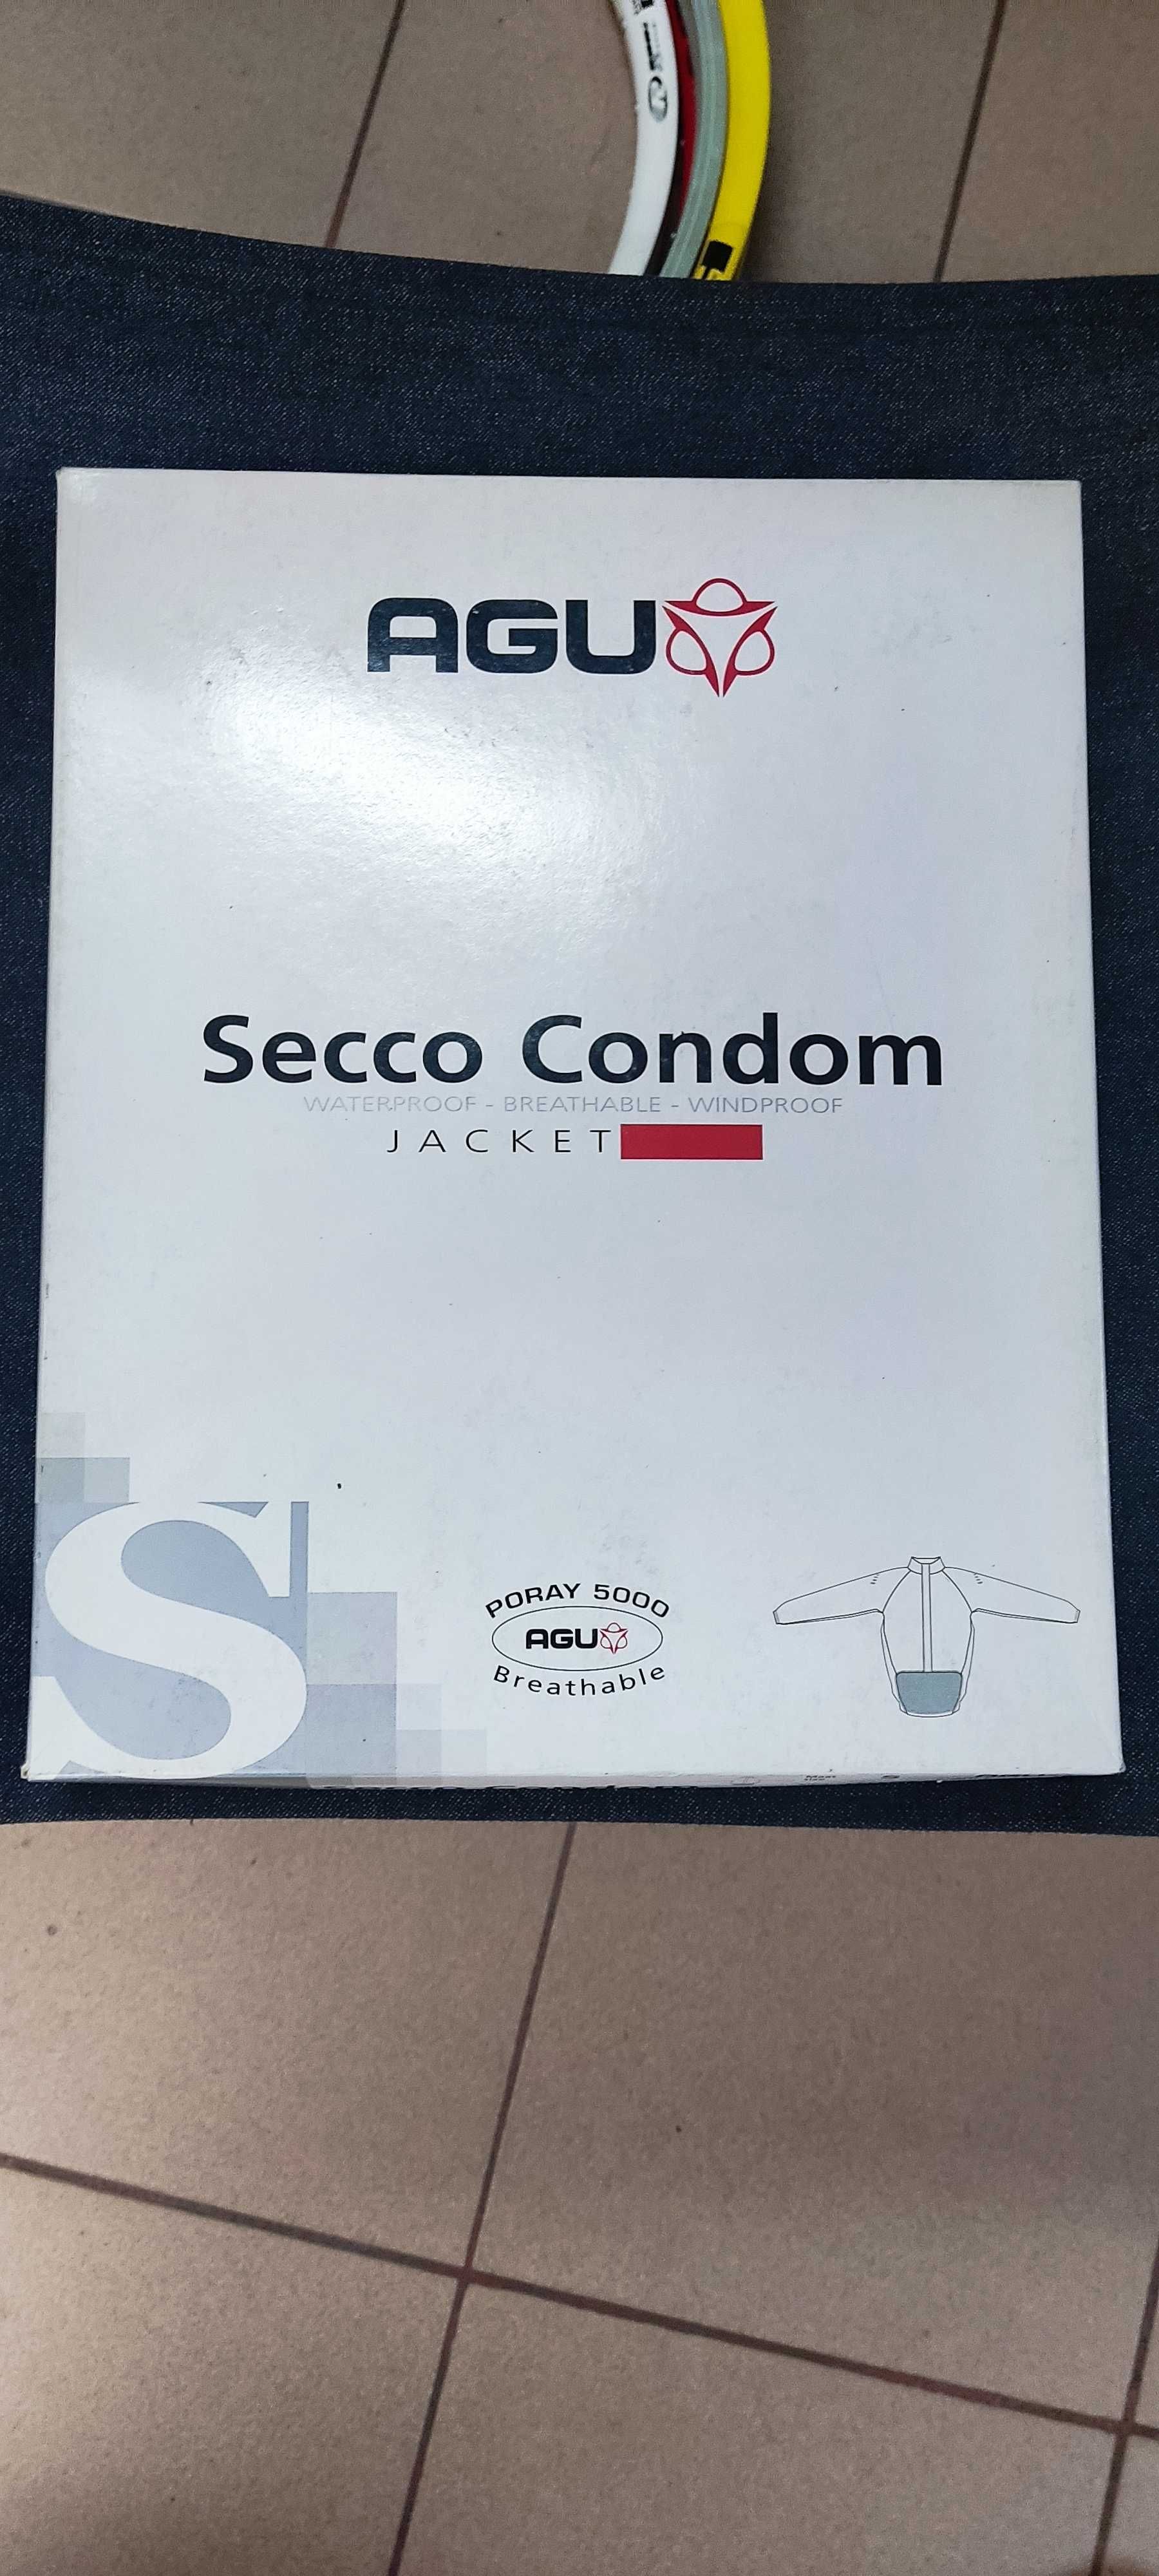 AGU
Secco Condom
WATERPROOF - BREATHABLE - WINDPROOF
JACKET
S
PORAY 5000
AGU
Breathable